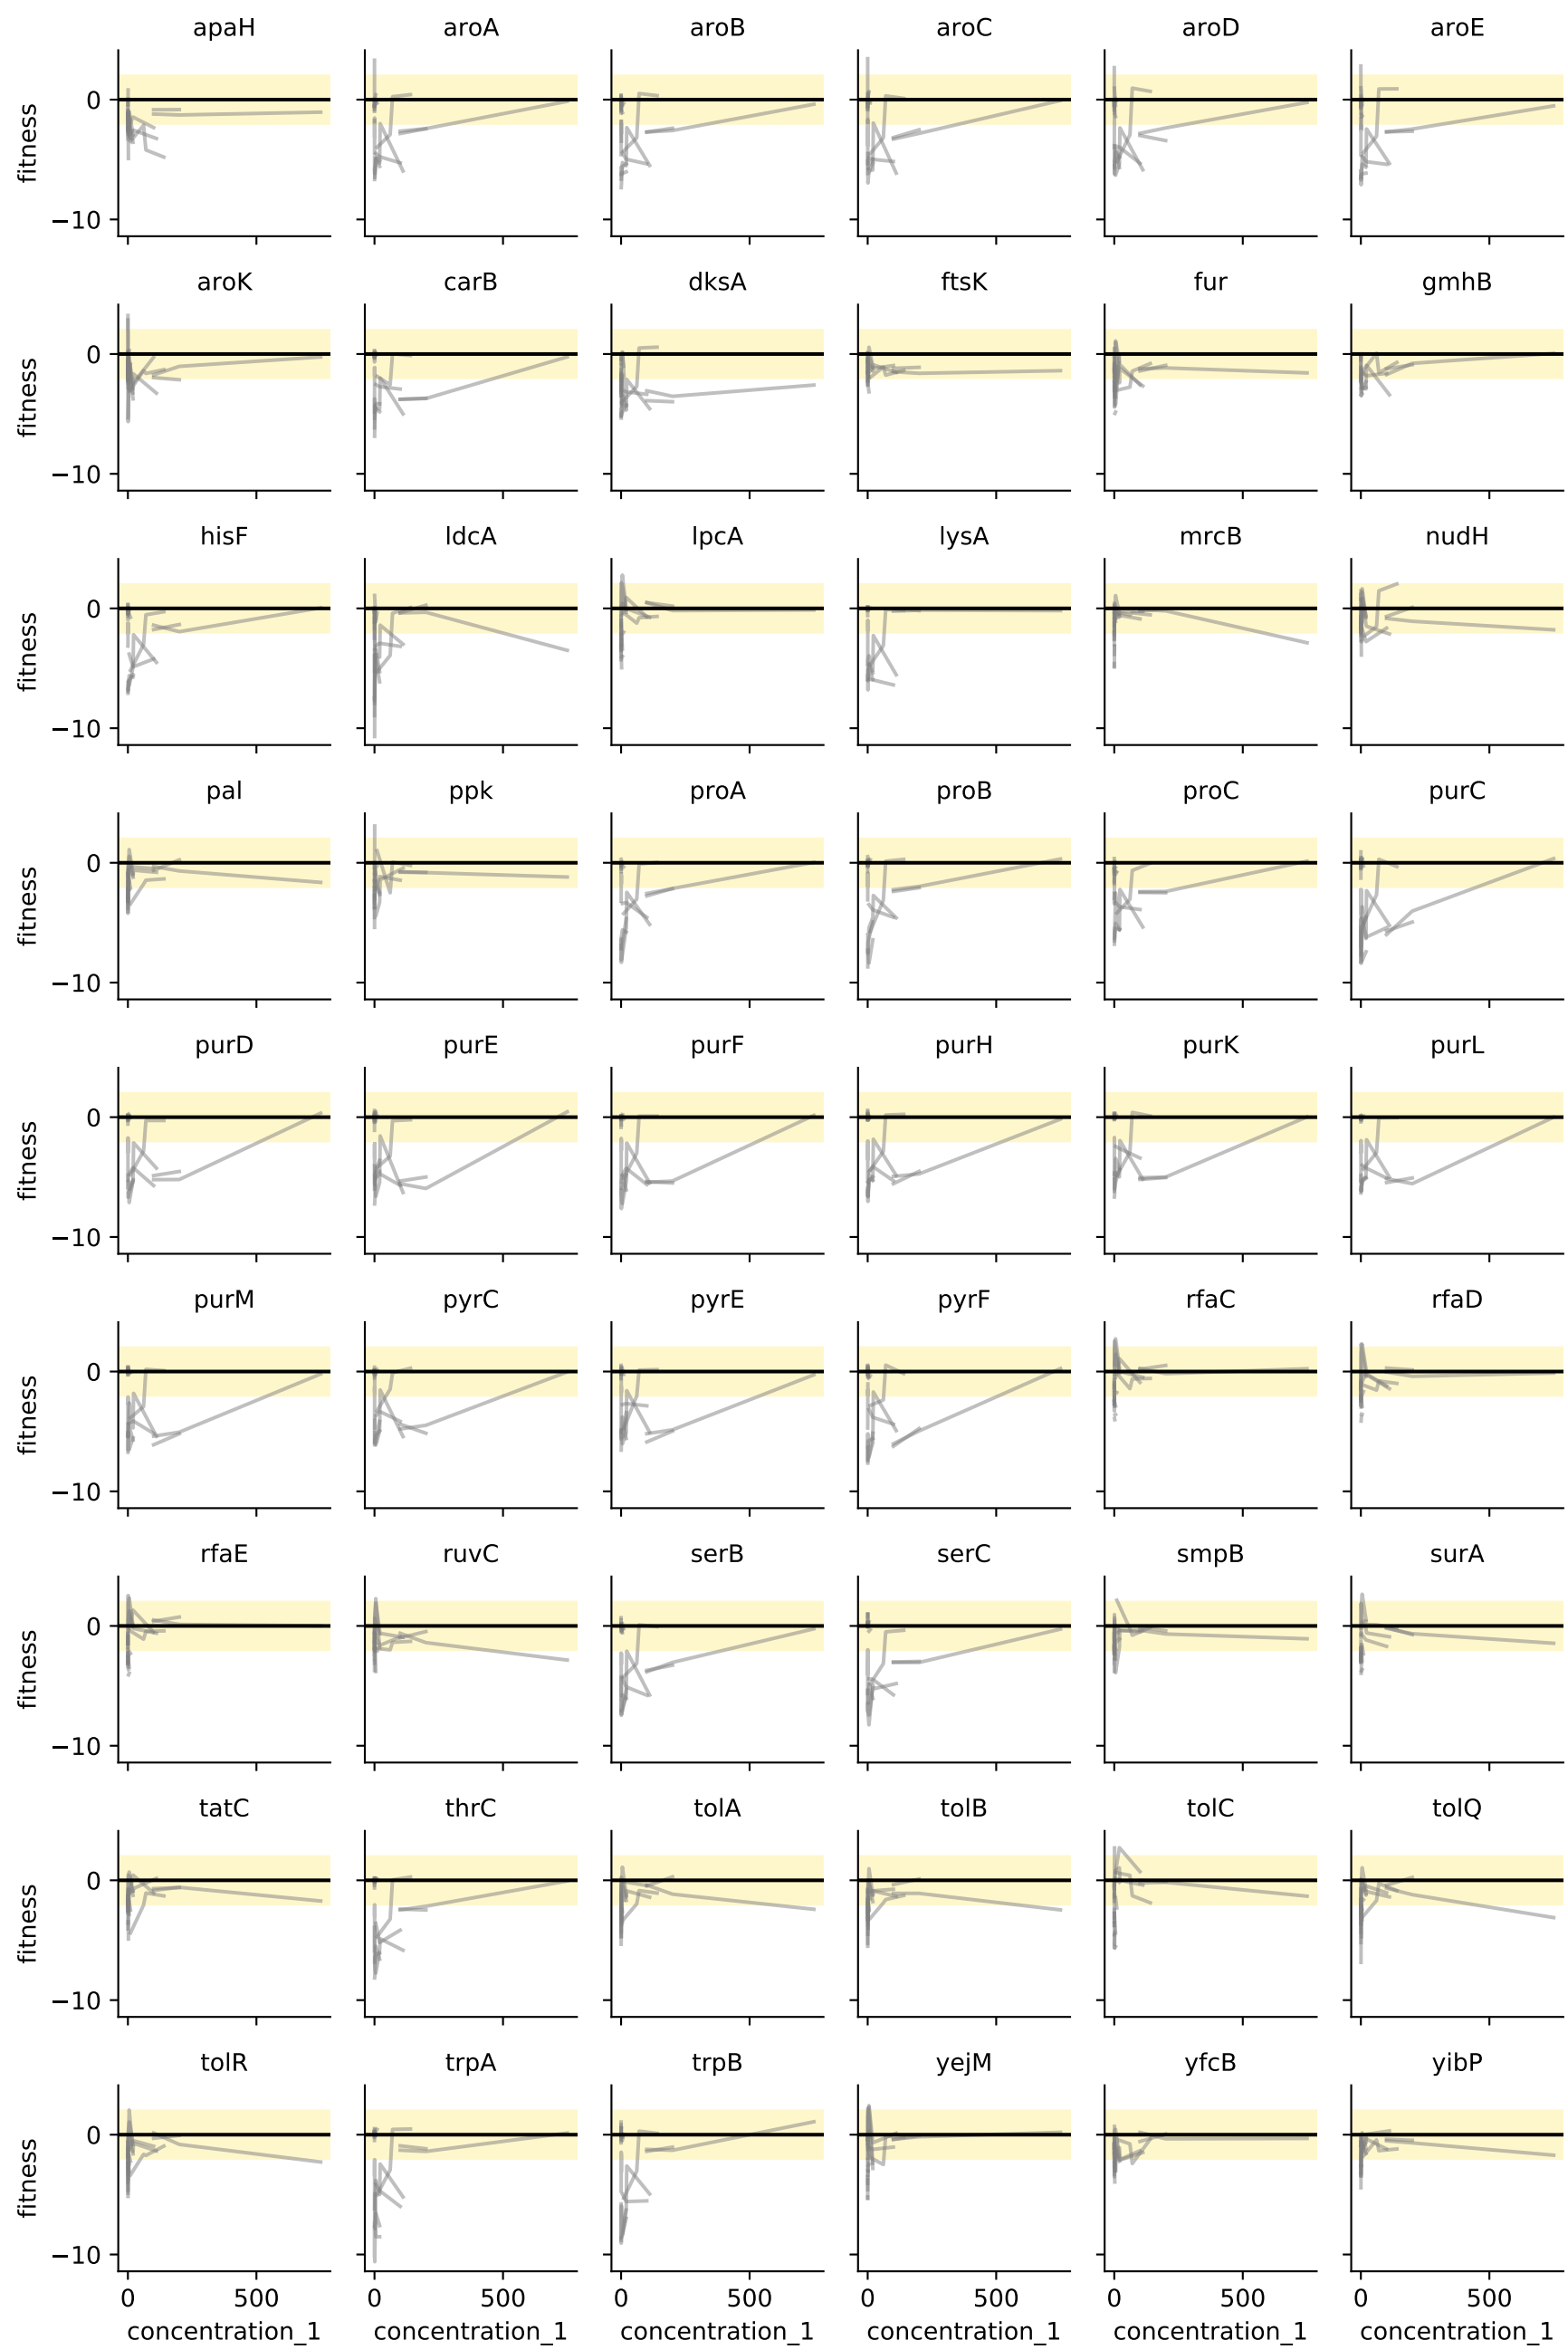 apaH aroA aroB aroC aroD aroE
fitness
0
−10
aroK carB dksA ftsK fur gmhB
fitness
0
−10
hisF ldcA lpcA lysA mrcB nudH
fitness
0
−10
pal ppk proA proB proC purC
fitness
0
−10
purD purE purF purH purK purL
fitness
0
−10
purM pyrC pyrE pyrF rfaC rfaD
fitness
0
−10
rfaE ruvC serB serC smpB surA
fitness
0
−10
tatC thrC tolA tolB tolC tolQ
fitness
0
−10
tolR trpA trpB yejM yfcB yibP
fitness
0
−10
0 500 0 500 0 500 0 500 0 500 0 500
concentration_1 concentration_1 concentration_1 concentration_1 concentration_1 concentration_1